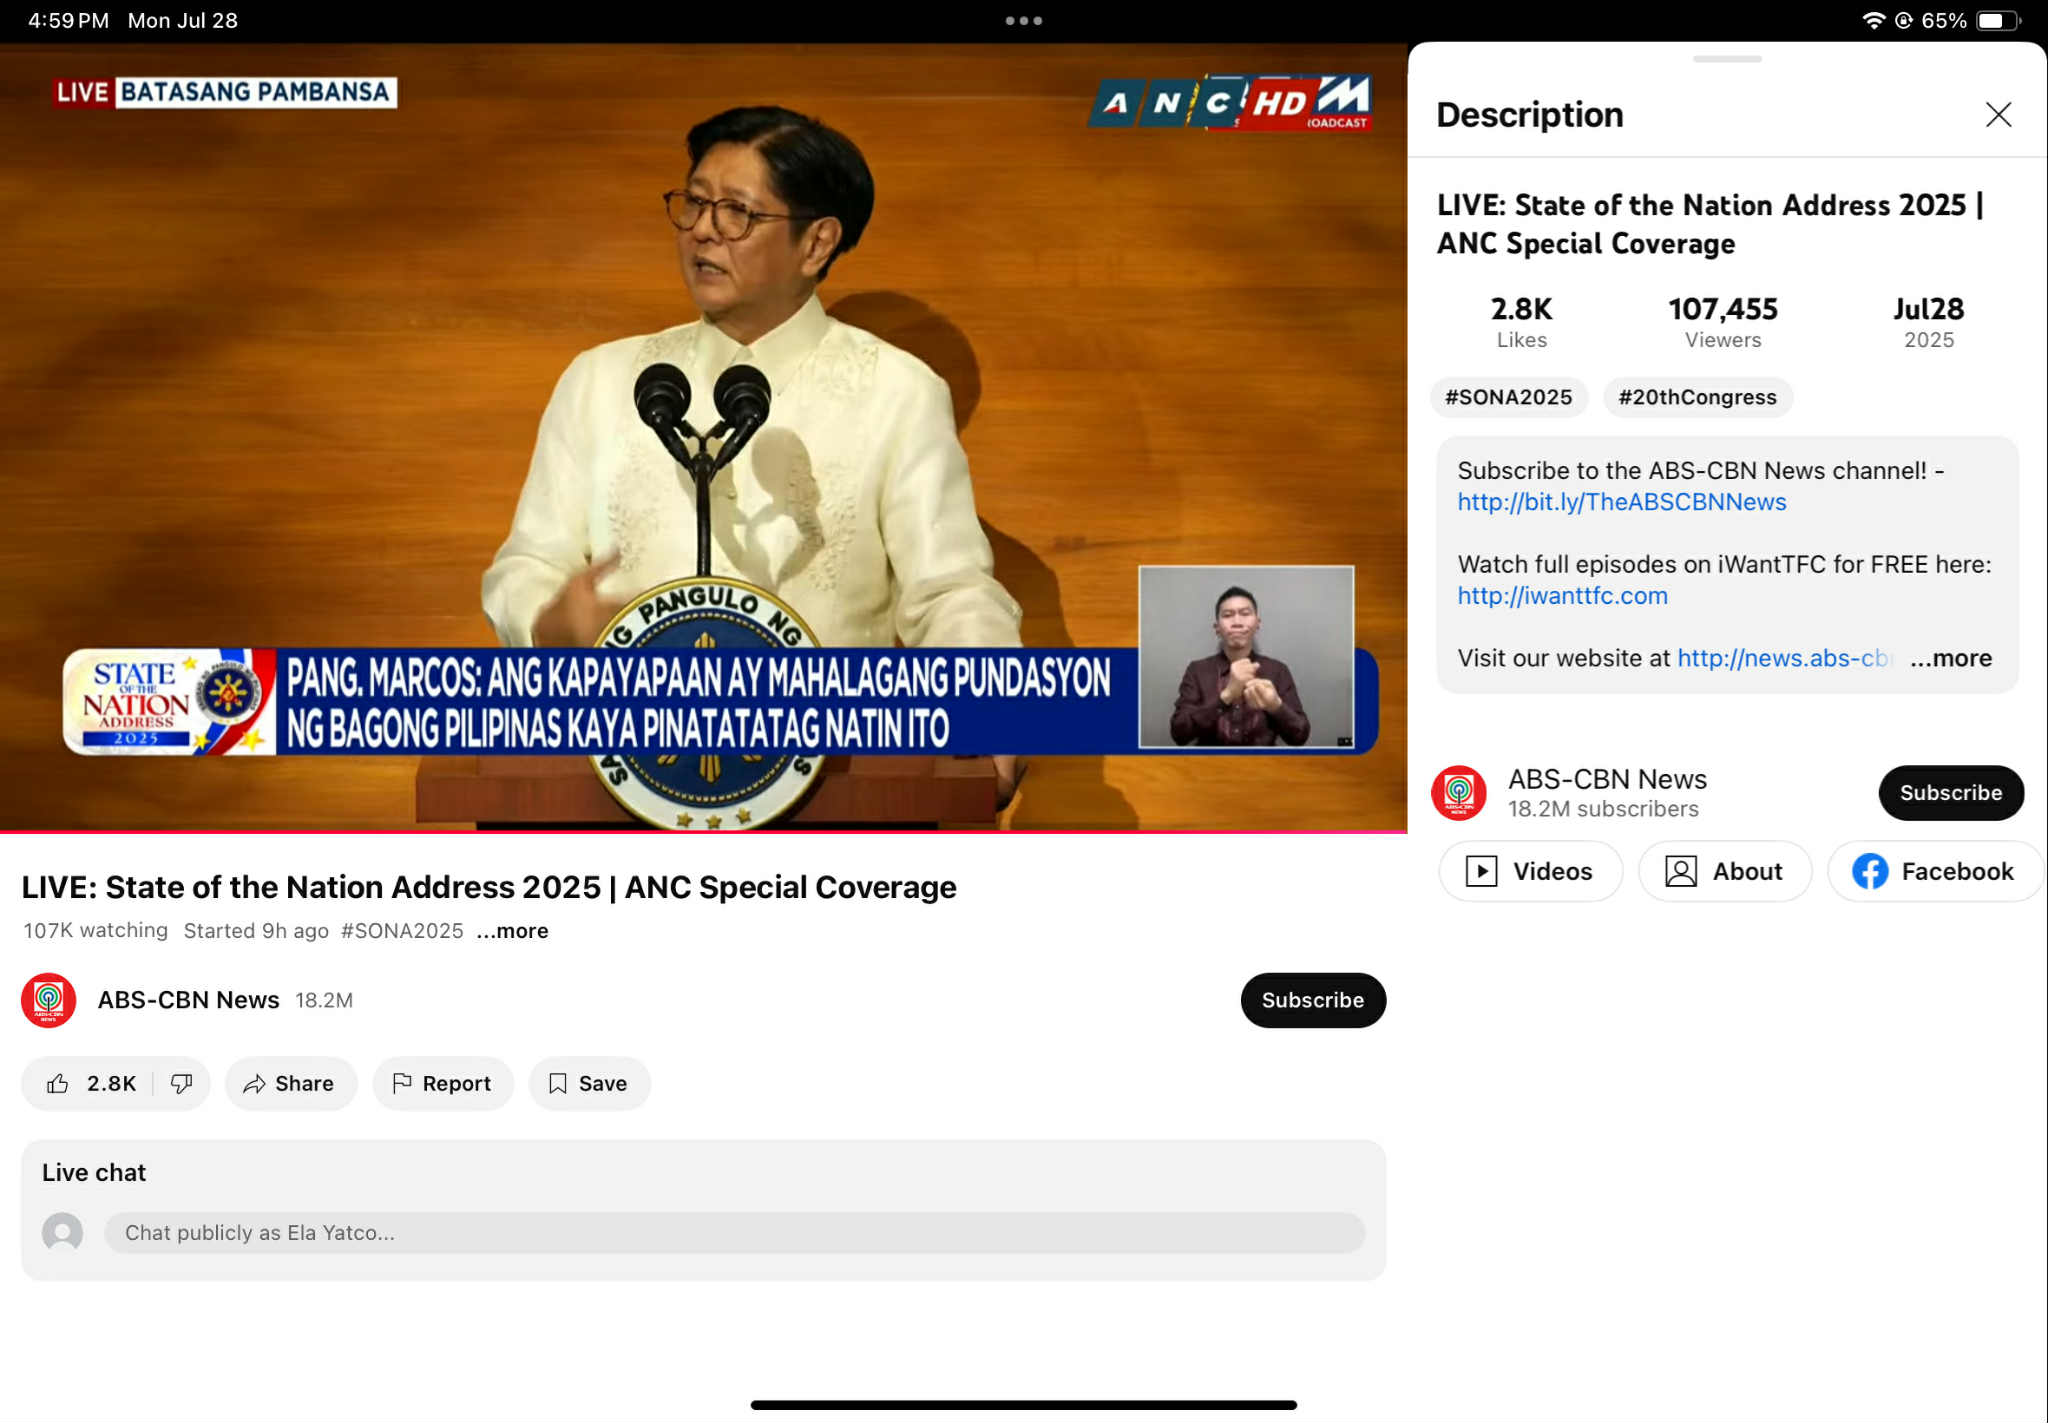 4:59 PM Mon Jul 28
65%
LIVE BATASANG PAMBANSA
ANC HD
OADCAST
PANGULO NG
STATE
OF THE
NATION
ADDRESS
2025
PANG. MARCOS: ANG KAPAYAPAAN AY MAHALAGANG PUNDASYON
NG BAGONG PILIPINAS KAYA PINATATATAG NATIN ITO
LIVE: State of the Nation Address 2025 | ANC Special Coverage
107K watching Started 9h ago #SONA2025 ...more
ABS-CBN News 18.2M
Subscribe
2.8K
Share
Report
Save
Live chat
Chat publicly as Ela Yatco...
Description
LIVE: State of the Nation Address 2025 |
ANC Special Coverage
2.8K 107,455 Jul28
Likes Viewers 2025
#SONA2025 #20thCongress
Subscribe to the ABS-CBN News channel! -
http://bit.ly/TheABSCBNNews
Watch full episodes on iWantTFC for FREE here:
http://iwanttfc.com
Visit our website at http://news.abs-cb ...more
ABS-CBN News
18.2M subscribers
Subscribe
Videos About Facebook